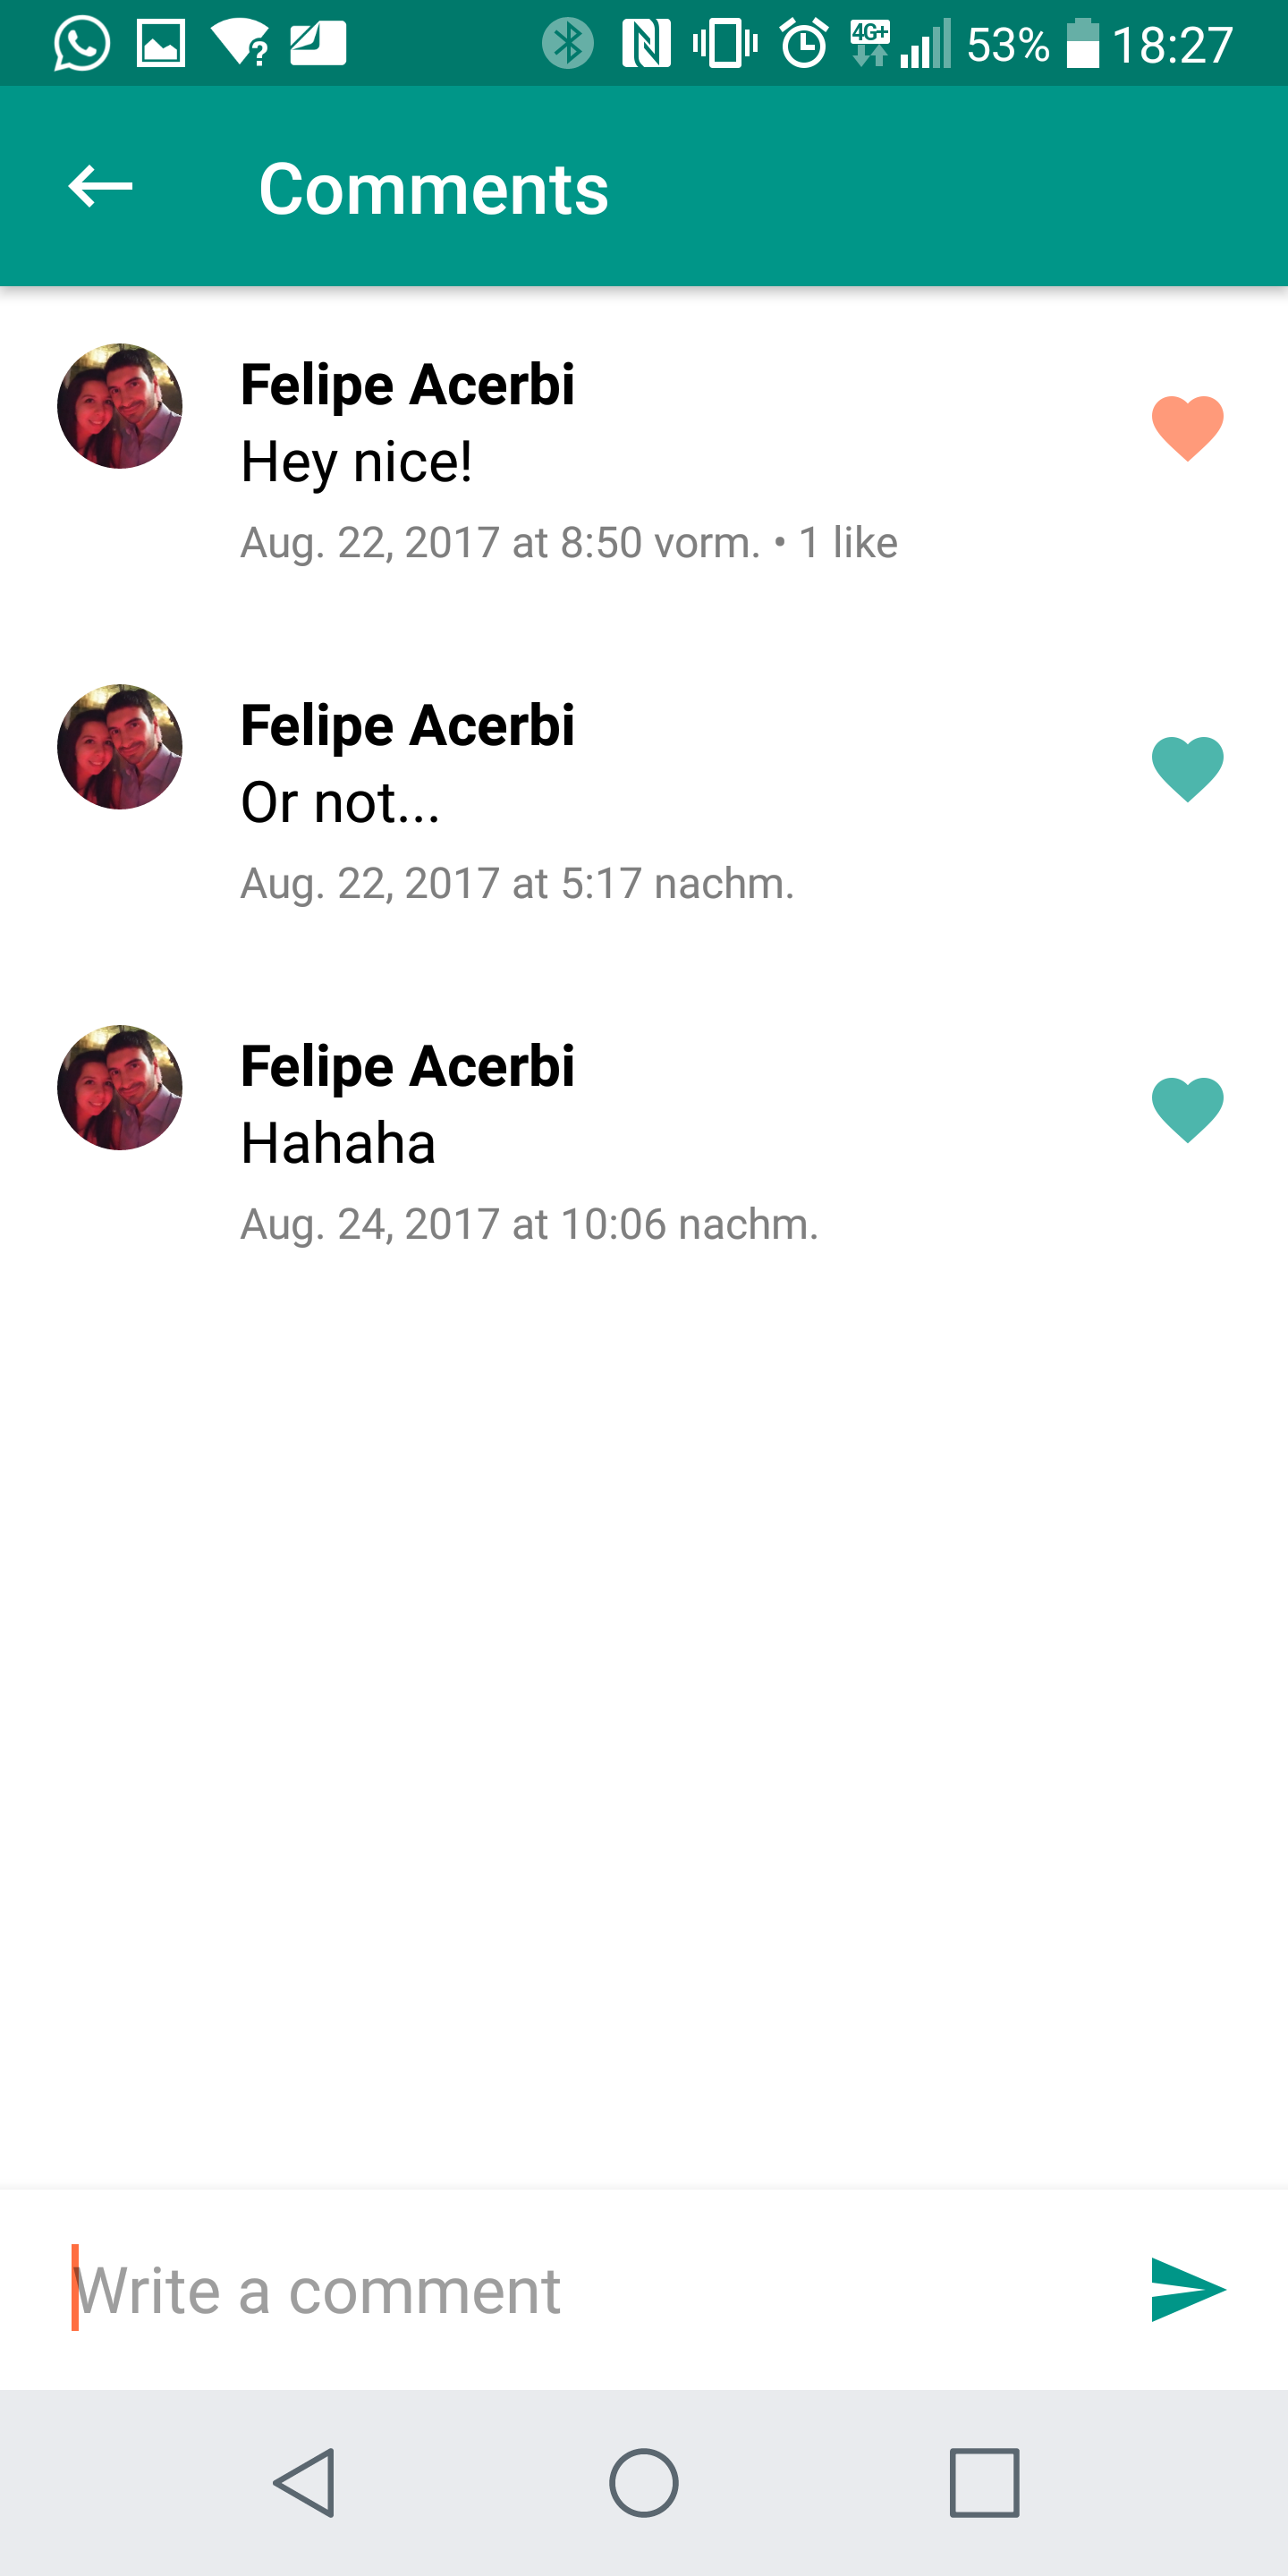 4G+ 53% 18:27
Comments
Felipe Acerbi
Hey nice!
Aug. 22, 2017 at 8:50 vorm. • 1 like
Felipe Acerbi
Or not...
Aug. 22, 2017 at 5:17 nachm.
Felipe Acerbi
Hahaha
Aug. 24, 2017 at 10:06 nachm.
Write a comment